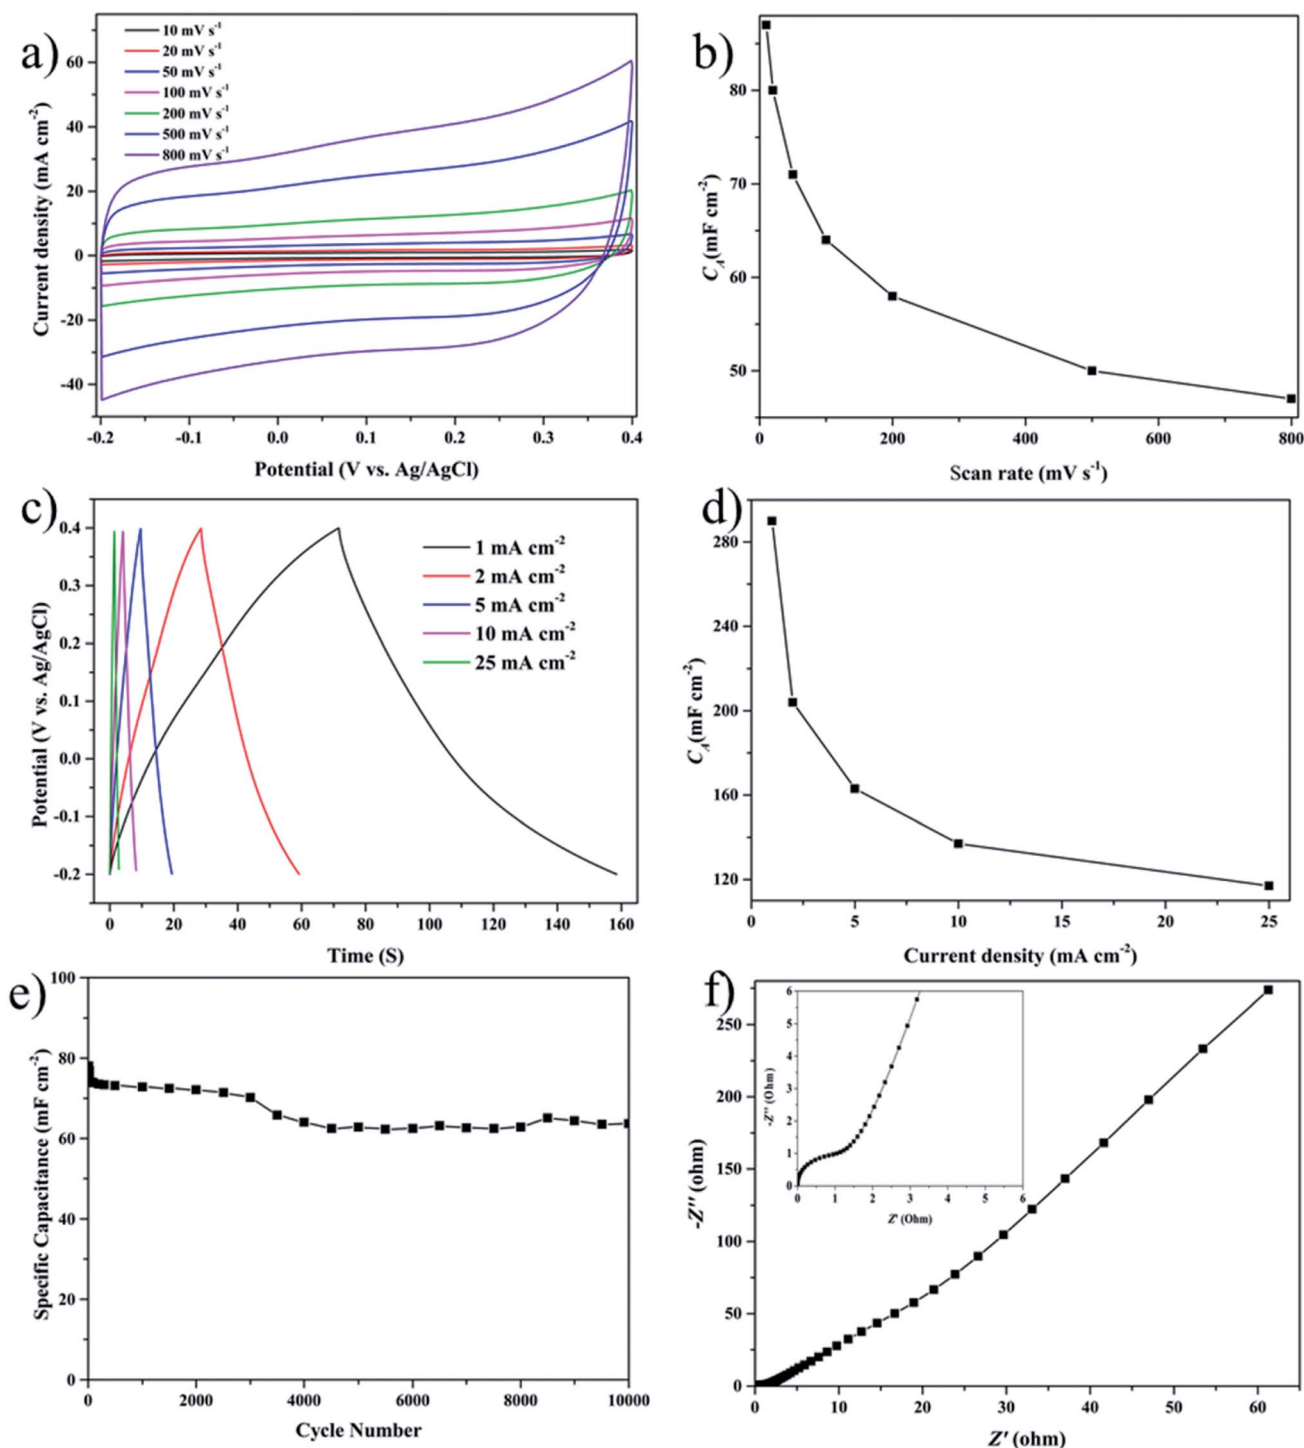 a)
10 mV s⁻¹
20 mV s⁻¹
50 mV s⁻¹
100 mV s⁻¹
200 mV s⁻¹
500 mV s⁻¹
800 mV s⁻¹
60
40
20
0
-20
-40
Current density (mA cm⁻²)
-0.2 -0.1 0.0 0.1 0.2 0.3 0.4
Potential (V vs. Ag/AgCl)
b)
80
70
60
50
C_A(mF cm⁻²)
0 200 400 600 800
Scan rate (mV s⁻¹)
c)
1 mA cm⁻²
2 mA cm⁻²
5 mA cm⁻²
10 mA cm⁻²
25 mA cm⁻²
0.4
0.3
0.2
0.1
0.0
-0.1
-0.2
Potential (V vs. Ag/AgCl)
0 20 40 60 80 100 120 140 160
Time (S)
d)
280
240
200
160
120
C_A(mF cm⁻²)
0 5 10 15 20 25
Current density (mA cm⁻²)
e)
100
80
60
40
20
0
Specific Capacitance (mF cm⁻²)
0 2000 4000 6000 8000 10000
Cycle Number
f)
250
200
150
100
50
0
-Z'' (ohm)
0 5 10 15 20 25 30 35 40 45 50 55 60 65
Z' (ohm)
6
5
4
3
2
1
0
-Z'' (Ohm)
0 1 2 3 4 5 6
Z' (Ohm)